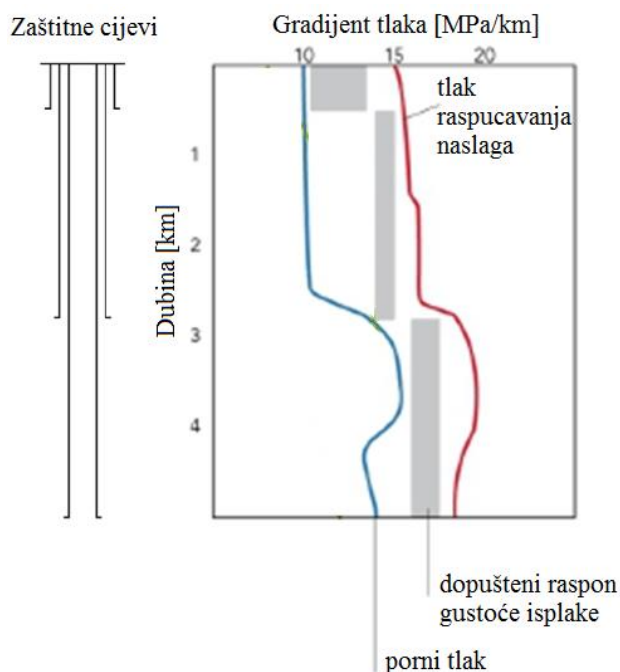 Zaštitne cijevi
Gradijent tlaka [MPa/km]
10 15 20
tlak
raspucavanja
naslaga
Dubina [km]
1
2
3
4
dopušteni raspon
gustoće isplake
porni tlak